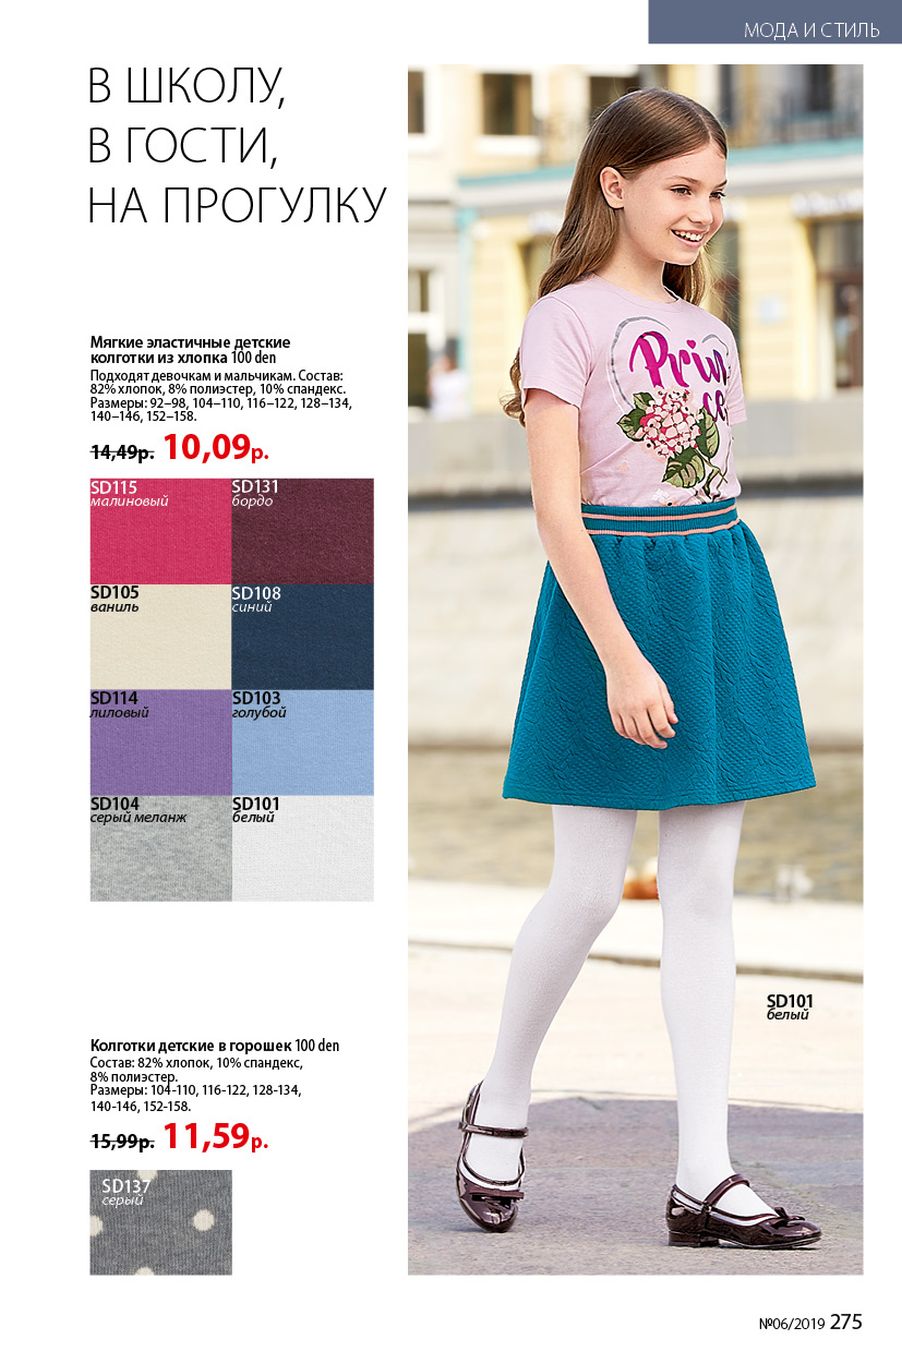 МОДА И СТИЛЬ
В ШКОЛУ,
В ГОСТИ,
НА ПРОГУЛКУ
Мягкие эластичные детские
колготки из хлопка 100 den
Подходят девочкам и мальчикам. Состав:
82% хлопок, 8% полиэстер, 10% спандекс.
Размеры: 92–98, 104–110, 116–122, 128–134,
140–146, 152–158.
14,49р. 10,09р.
SD115
малиновый
SD131
бордо
SD105
ваниль
SD108
синий
SD114
лиловый
SD103
голубой
SD104
серый меланж
SD101
белый
Prin
ce
SD101
белый
Колготки детские в горошек 100 den
Состав: 82% хлопок, 10% спандекс,
8% полиэстер.
Размеры: 104-110, 116-122, 128-134,
140-146, 152-158.
15,99р. 11,59р.
SD137
серый
№06/2019 275